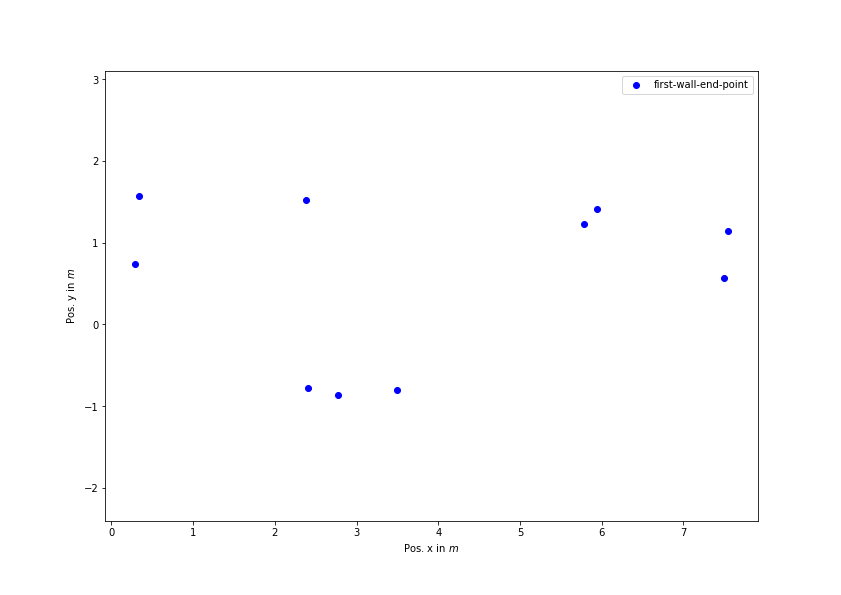 first-wall-end-point
3
2
1
0
−1
−2
Pos. y in m
0 1 2 3 4 5 6 7
Pos. x in m